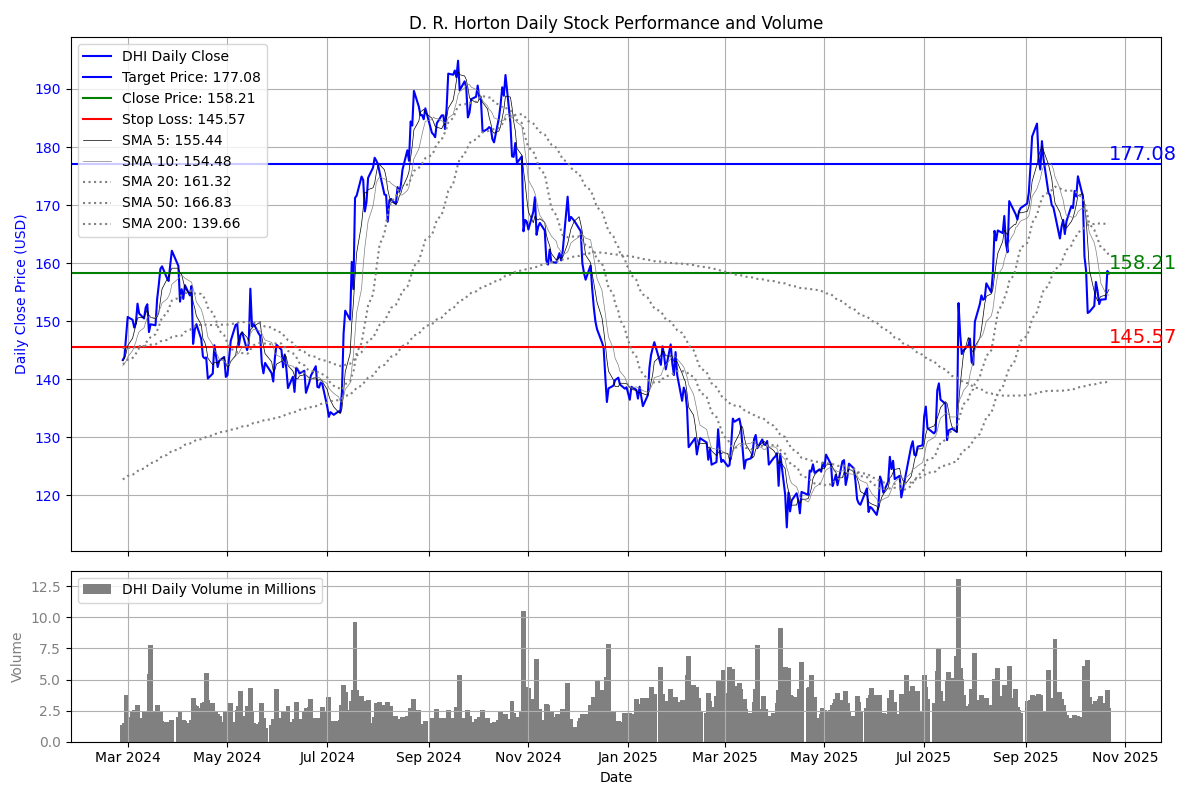 D. R. Horton Daily Stock Performance and Volume
DHI Daily Close
Target Price: 177.08
Close Price: 158.21
Stop Loss: 145.57
SMA 5: 155.44
SMA 10: 154.48
SMA 20: 161.32
SMA 50: 166.83
SMA 200: 139.66
Daily Close Price (USD)
190
180
170
160
150
140
130
120
177.08
158.21
145.57
DHI Daily Volume in Millions
Volume
12.5
10.0
7.5
5.0
2.5
0.0
Mar 2024 May 2024 Jul 2024 Sep 2024 Nov 2024 Jan 2025 Mar 2025 May 2025 Jul 2025 Sep 2025 Nov 2025
Date